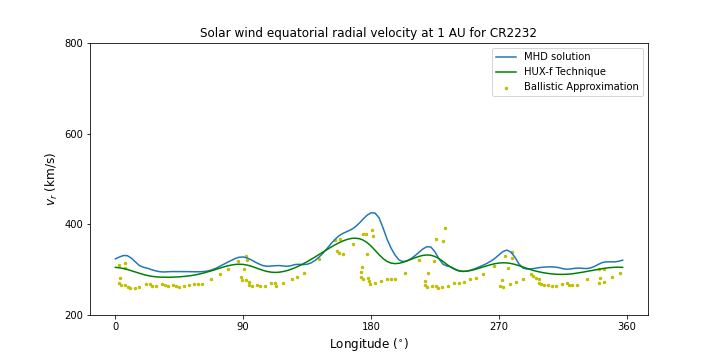 Solar wind equatorial radial velocity at 1 AU for CR2232
MHD solution
HUX-f Technique
Ballistic Approximation
800
600
400
200
v_r (km/s)
0 90 180 270 360
Longitude (°)